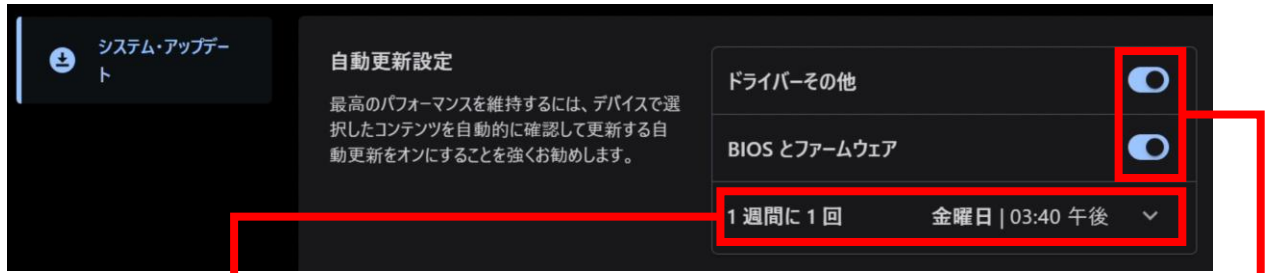 システム・アップデー
ト
自動更新設定
最高のパフォーマンスを維持するには、デバイスで選
択したコンテンツを自動的に確認して更新する自
動更新をオンにすることを強くお勧めします。
ドライバーその他
BIOS とファームウェア
1 週間に 1 回 金曜日 | 03:40 午後